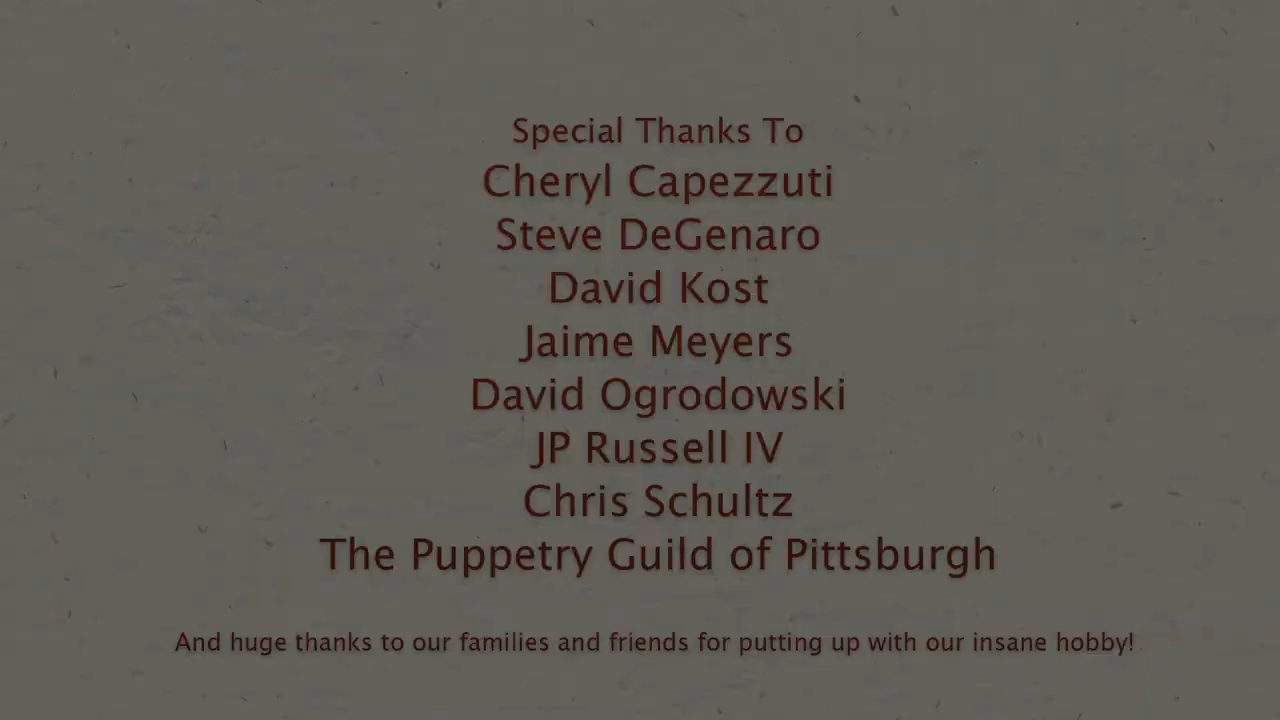 Special Thanks To
Cheryl Capezzuti
Steve DeGenaro
David Kost
Jaime Meyers
David Ogrodowski
JP Russell IV
Chris Schultz
The Puppetry Guild of Pittsburgh
And huge thanks to our families and friends for putting up with our insane hobby!